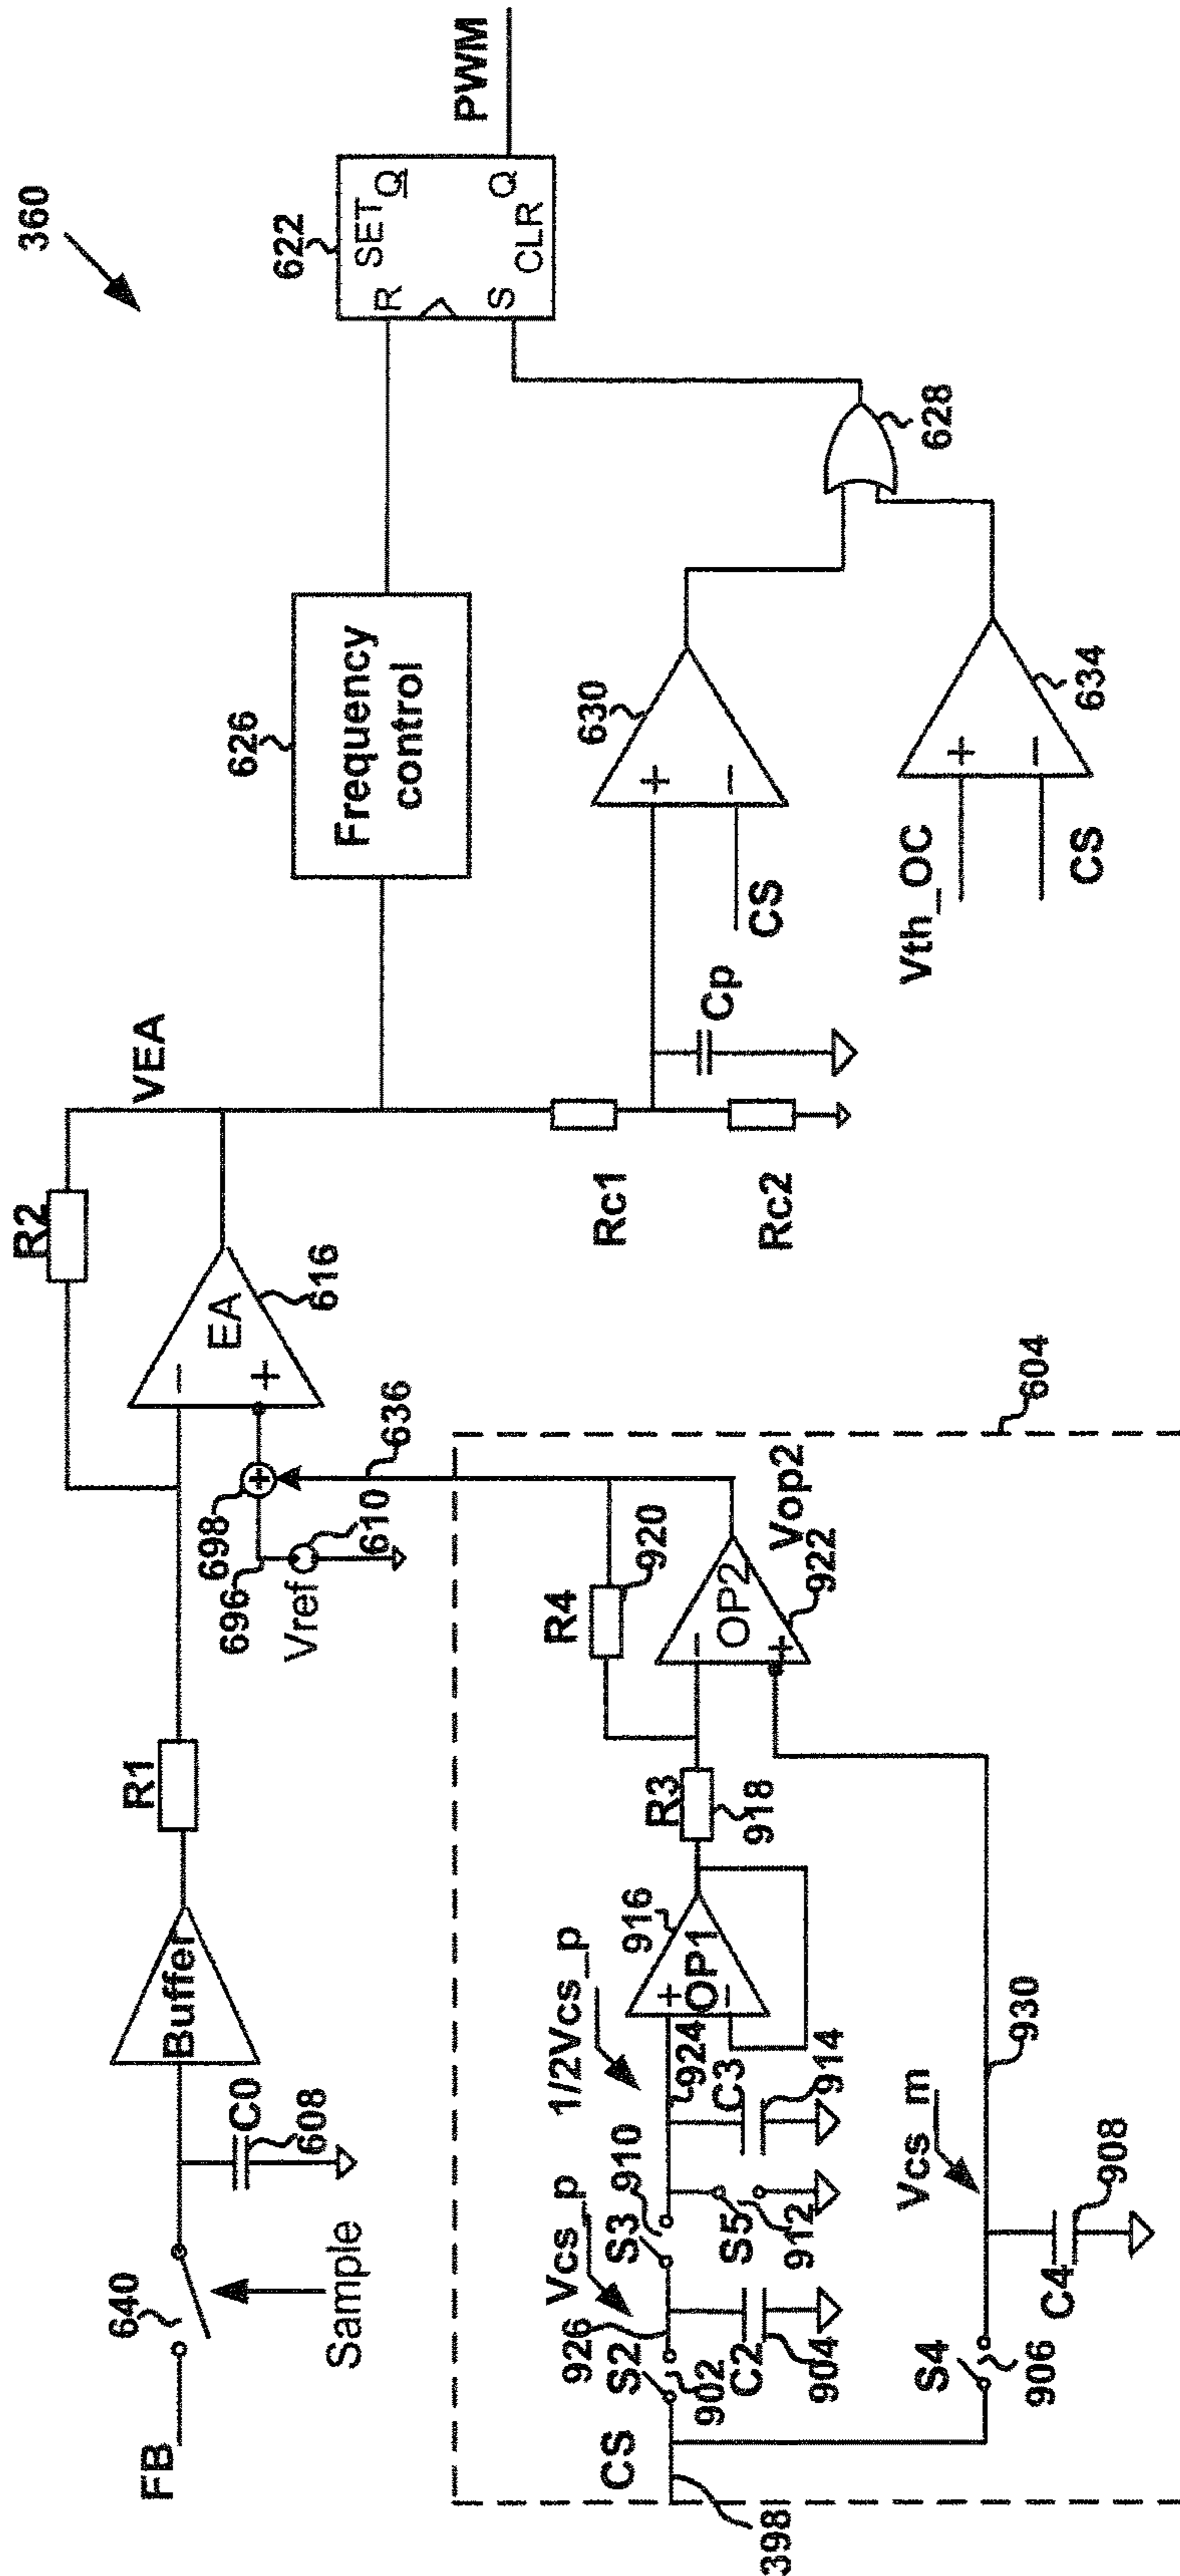 360
PWM
622
SET
R
Q
S
Q
CLR
626
Frequency
control
628
630
+
−
CS
634
+
−
Vth_OC
CS
Cp
VEA
R2
Rc1
Rc2
EA
−
+
616
636
698
+
696
Vref
610
604
R1
Buffer
C0
608
640
Sample
FB
R4
920
OP2
−
+
Vop2
922
R3
918
916
OP1
+
−
1/2Vcs_p
924
C3
914
S3
910
S5
912
Vcs_p
926
S2
902
C2
904
Vcs_m
930
C4
908
S4
906
CS
398